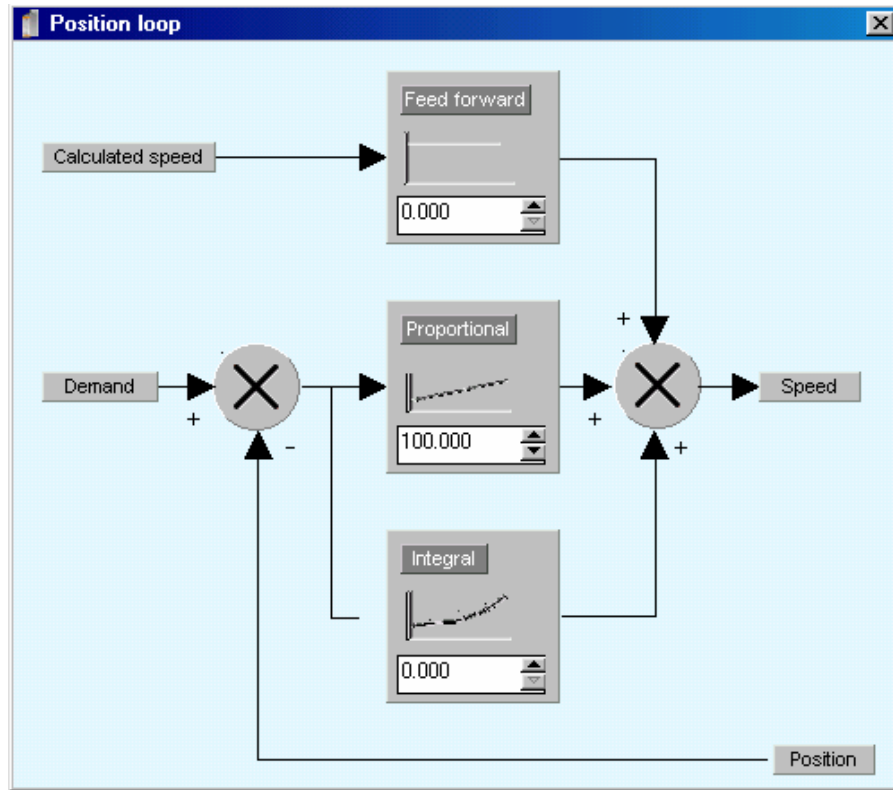 Position loop
Feed forward
Calculated speed
0.000
+
Proportional
Demand
Speed
+
-
100.000
+
+
Integral
0.000
Position